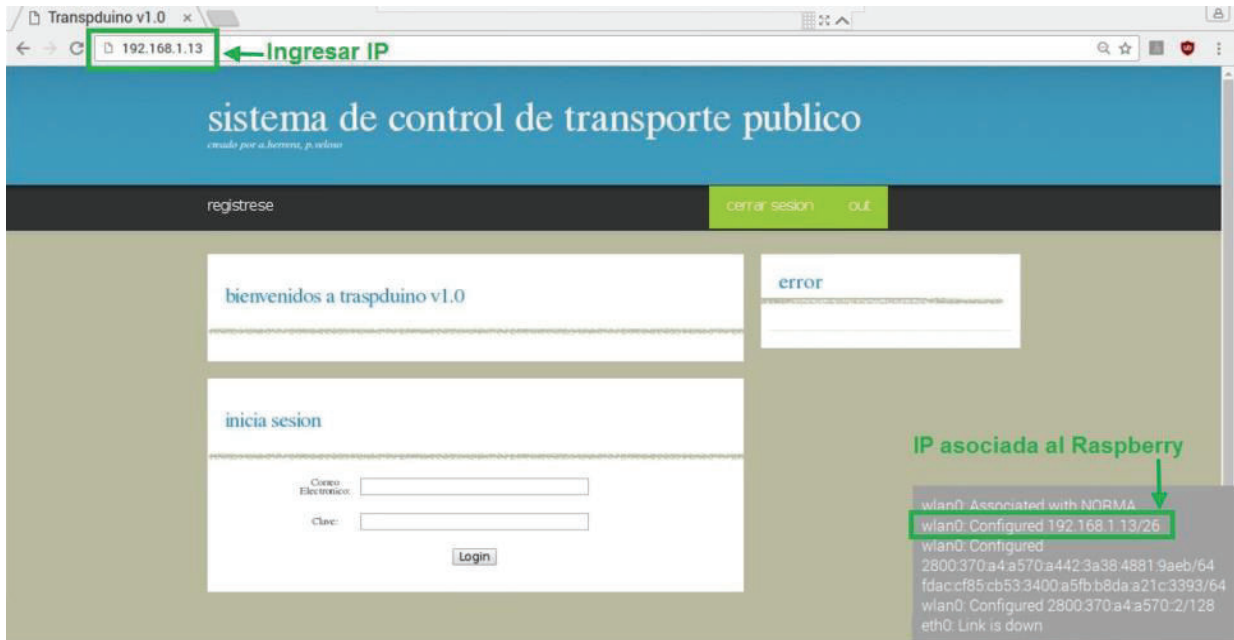 Transpduino v1.0
192.168.1.13
Ingresar IP
sistema de control de transporte publico
creado por a.herrera, p.veloso
registrese
cerrar sesion
out
bienvenidos a traspduino v1.0
error
inicia sesion
Correo
Electronico:
Clave:
Login
IP asociada al Raspberry
wlan0: Associated with NORMA
wlan0: Configured 192.168.1.13/26
wlan0: Configured
2800:370:a4:a570:a442:3a38:4881:9aeb/64
fdac:cf85:cb53:3400:a5fb:b8da:a21c:3393/64
wlan0: Configured 2800:370:a4:a570::2/128
eth0: Link is down